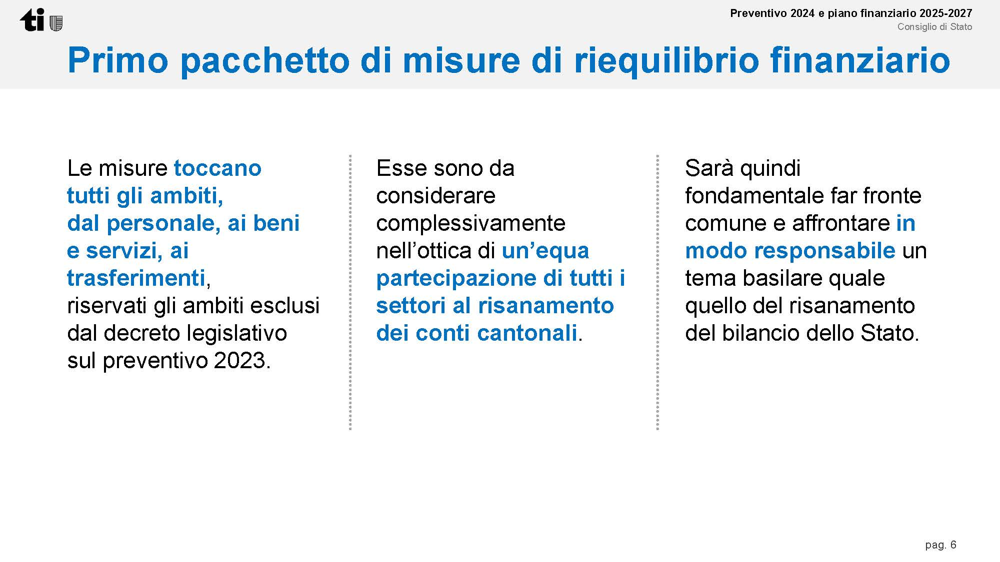 ti
Preventivo 2024 e piano finanziario 2025-2027
Consiglio di Stato
Primo pacchetto di misure di riequilibrio finanziario
Le misure toccano
tutti gli ambiti,
dal personale, ai beni
e servizi, ai
trasferimenti,
riservati gli ambiti esclusi
dal decreto legislativo
sul preventivo 2023.
Esse sono da
considerare
complessivamente
nell’ottica di un’equa
partecipazione di tutti i
settori al risanamento
dei conti cantonali.
Sarà quindi
fondamentale far fronte
comune e affrontare in
modo responsabile un
tema basilare quale
quello del risanamento
del bilancio dello Stato.
pag. 6